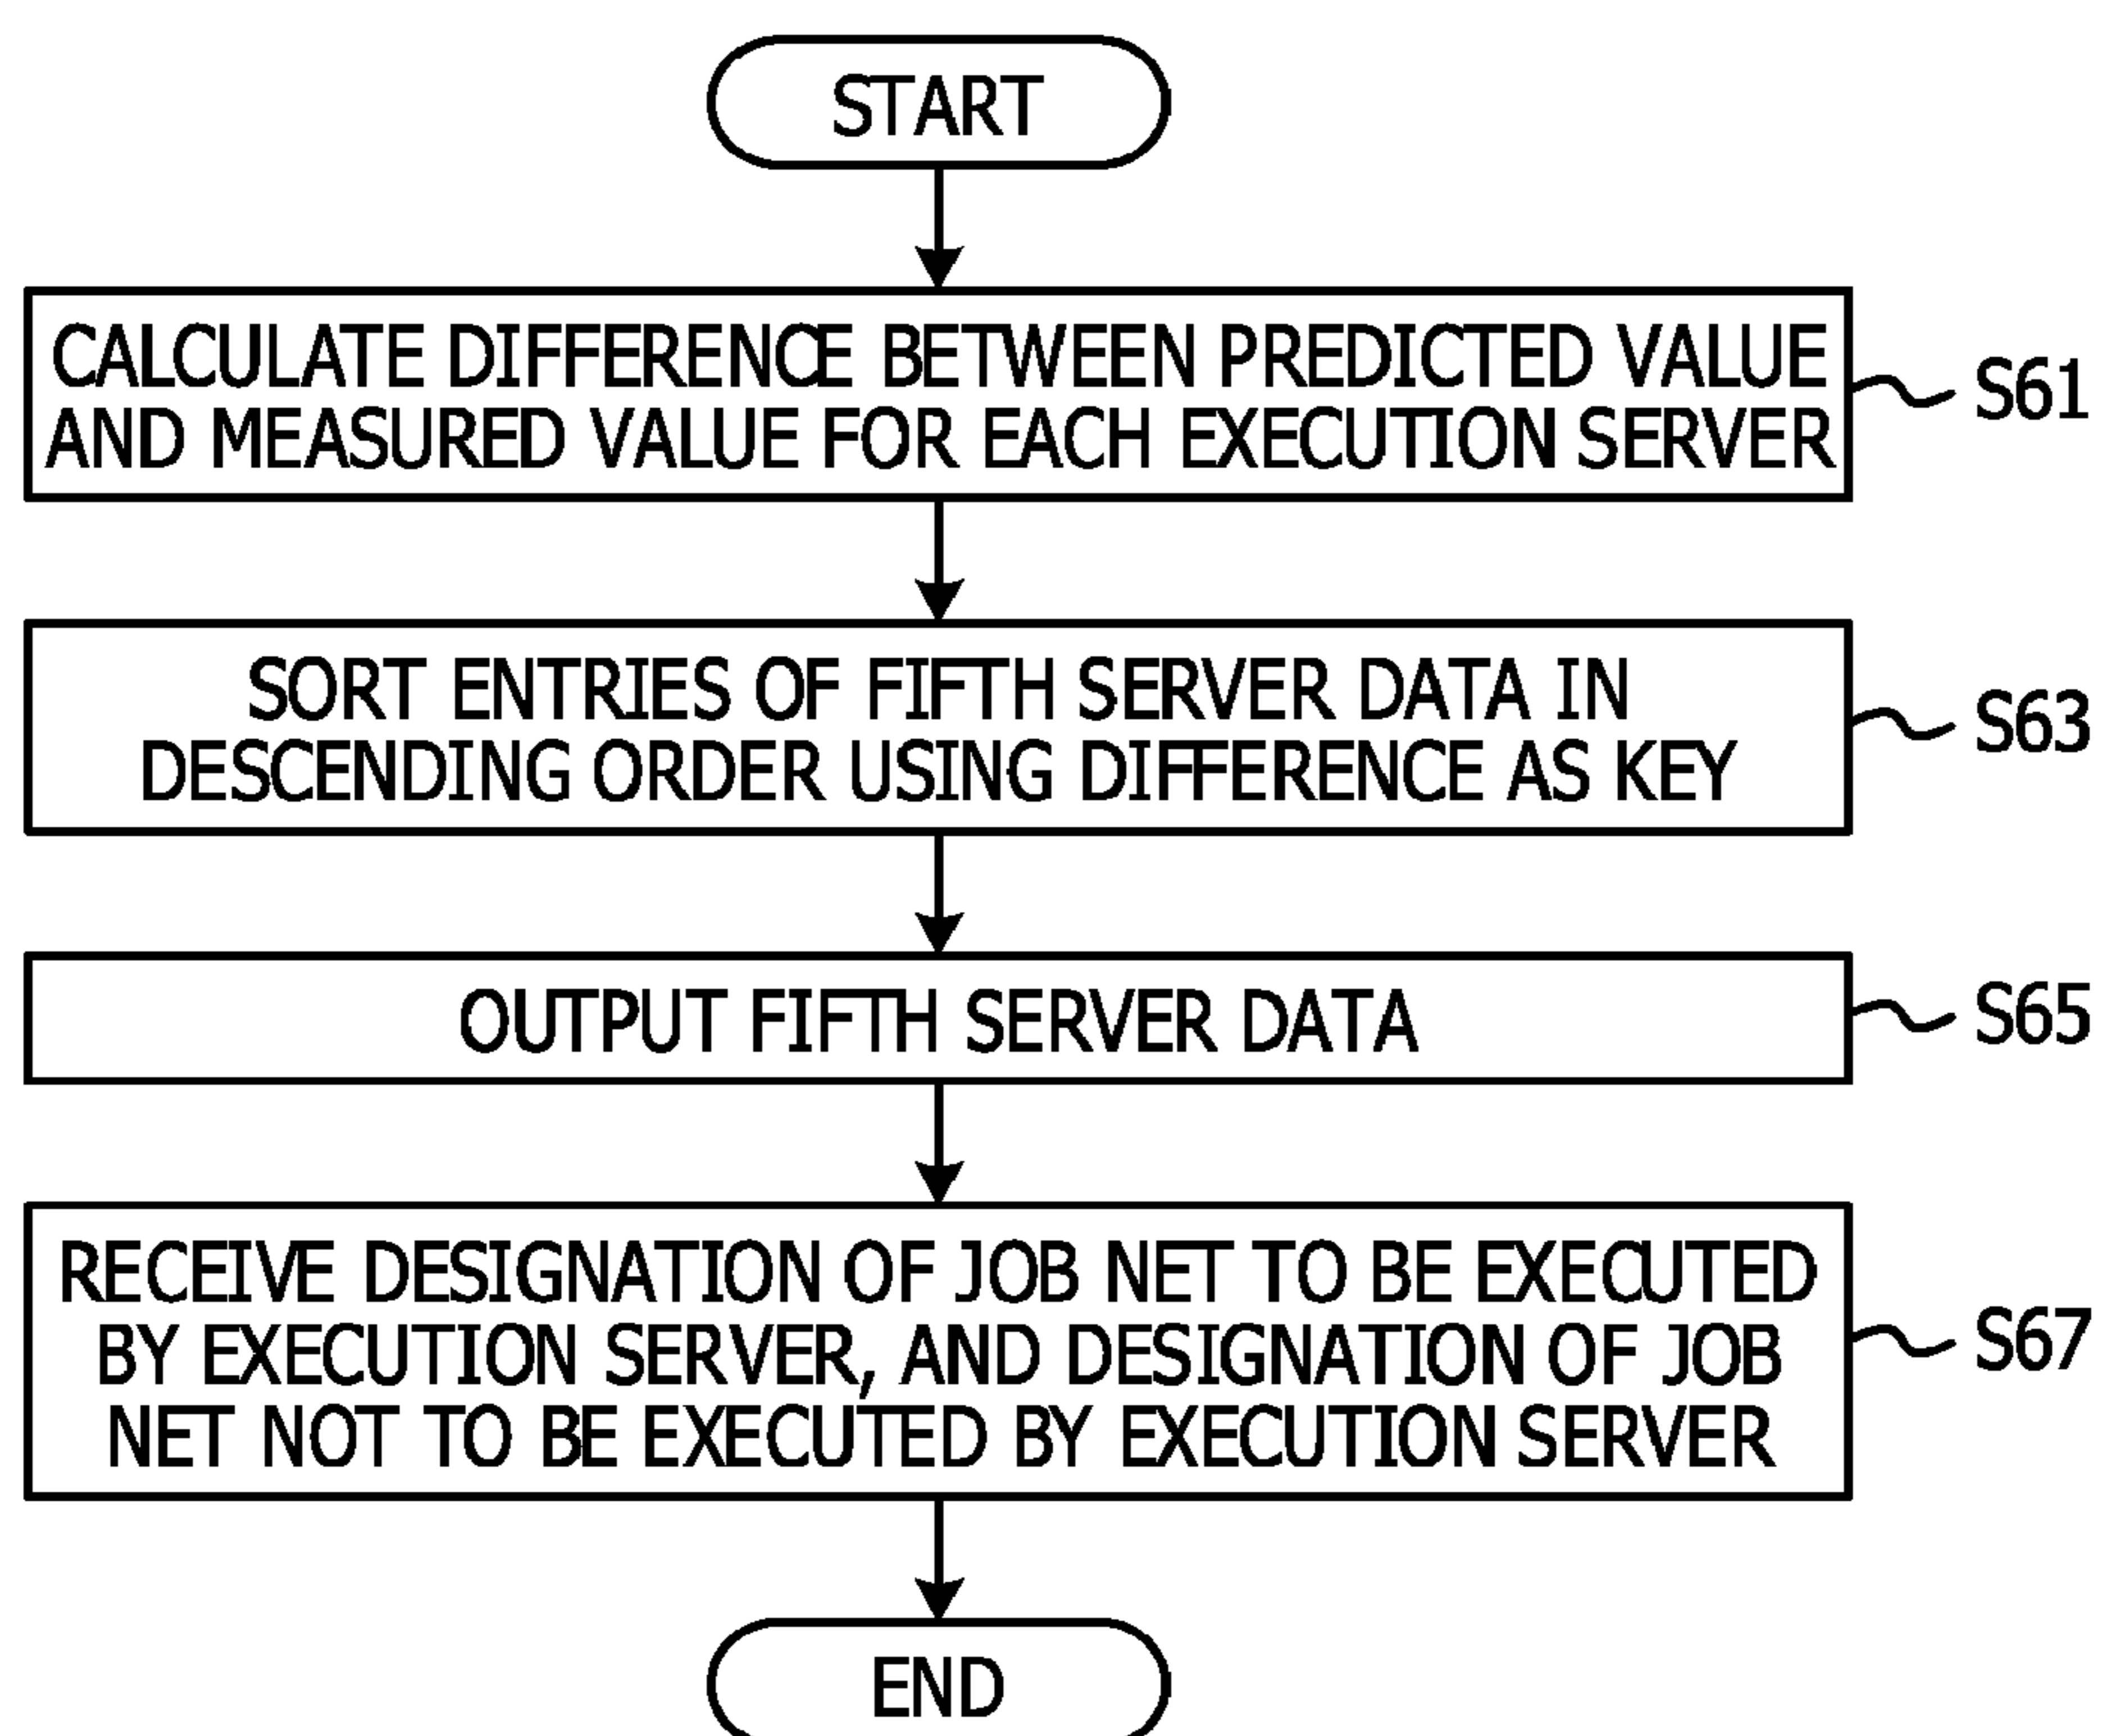 START
CALCULATE DIFFERENCE BETWEEN PREDICTED VALUE
AND MEASURED VALUE FOR EACH EXECUTION SERVER
S61
SORT ENTRIES OF FIFTH SERVER DATA IN
DESCENDING ORDER USING DIFFERENCE AS KEY
S63
OUTPUT FIFTH SERVER DATA
S65
RECEIVE DESIGNATION OF JOB NET TO BE EXECUTED
BY EXECUTION SERVER, AND DESIGNATION OF JOB
NET NOT TO BE EXECUTED BY EXECUTION SERVER
S67
END